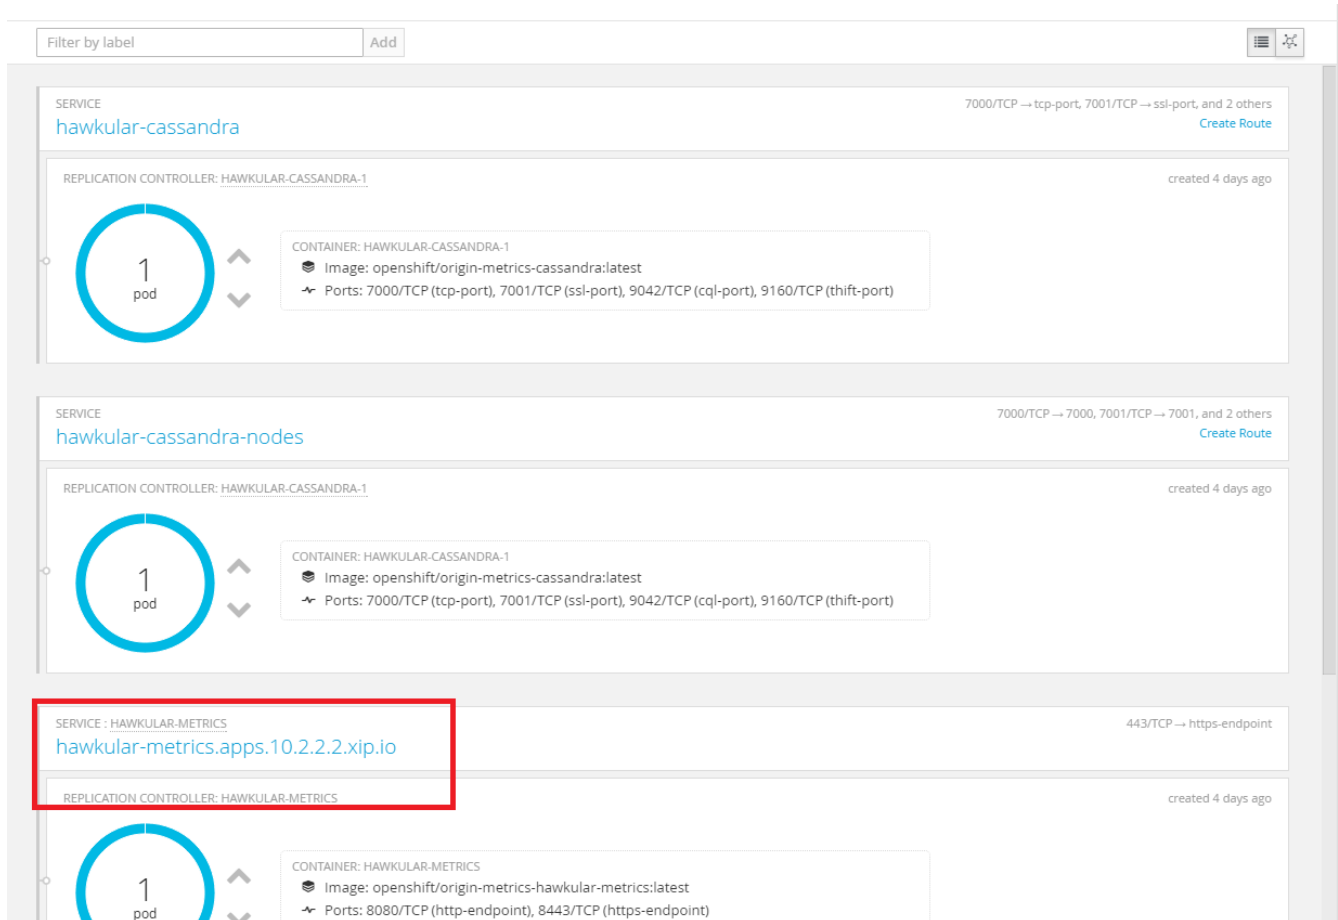 Filter by label
Add
SERVICE
7000/TCP → tcp-port, 7001/TCP → ssl-port, and 2 others
hawkular-cassandra
Create Route
REPLICATION CONTROLLER: HAWKULAR-CASSANDRA-1
created 4 days ago
1
pod
CONTAINER: HAWKULAR-CASSANDRA-1
Image: openshift/origin-metrics-cassandra:latest
Ports: 7000/TCP (tcp-port), 7001/TCP (ssl-port), 9042/TCP (cql-port), 9160/TCP (thift-port)
SERVICE
7000/TCP → 7000, 7001/TCP → 7001, and 2 others
hawkular-cassandra-nodes
Create Route
REPLICATION CONTROLLER: HAWKULAR-CASSANDRA-1
created 4 days ago
1
pod
CONTAINER: HAWKULAR-CASSANDRA-1
Image: openshift/origin-metrics-cassandra:latest
Ports: 7000/TCP (tcp-port), 7001/TCP (ssl-port), 9042/TCP (cql-port), 9160/TCP (thift-port)
SERVICE : HAWKULAR-METRICS
443/TCP → https-endpoint
hawkular-metrics.apps.10.2.2.2.xip.io
REPLICATION CONTROLLER: HAWKULAR-METRICS
created 4 days ago
1
pod
CONTAINER: HAWKULAR-METRICS
Image: openshift/origin-metrics-hawkular-metrics:latest
Ports: 8080/TCP (http-endpoint), 8443/TCP (https-endpoint)